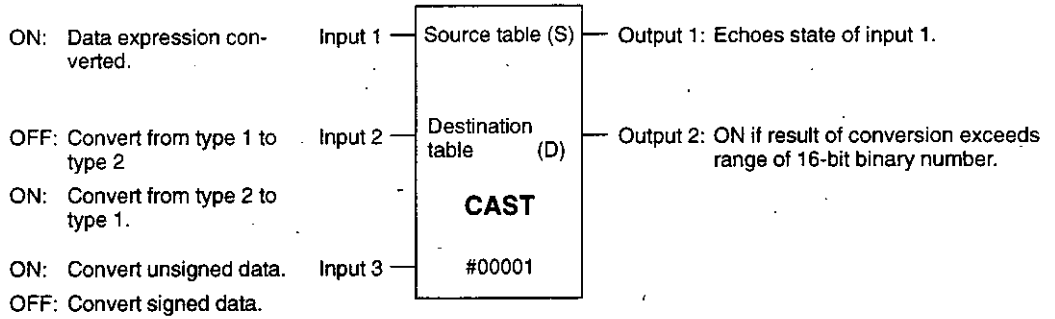 ON: Data expression con-
verted.
Input 1
Source table (S)
Output 1: Echoes state of input 1.
OFF: Convert from type 1 to
type 2
Input 2
Destination
table (D)
Output 2: ON if result of conversion exceeds
range of 16-bit binary number.
ON: Convert from type 2 to
type 1.
CAST
ON: Convert unsigned data.
Input 3
#00001
OFF: Convert signed data.